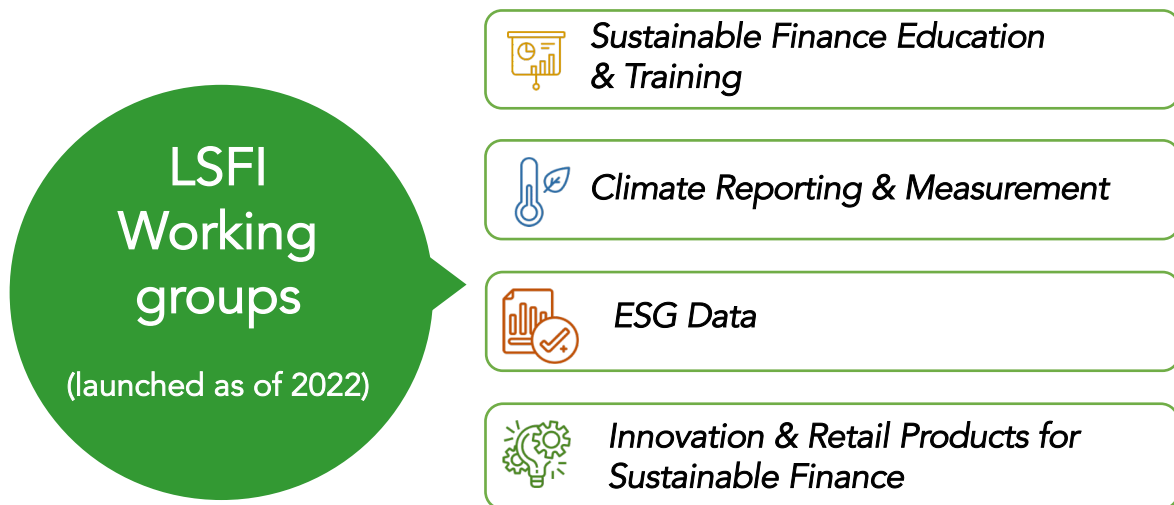 LSFI
Working
groups
(launched as of 2022)
Sustainable Finance Education
& Training
Climate Reporting & Measurement
ESG Data
Innovation & Retail Products for
Sustainable Finance